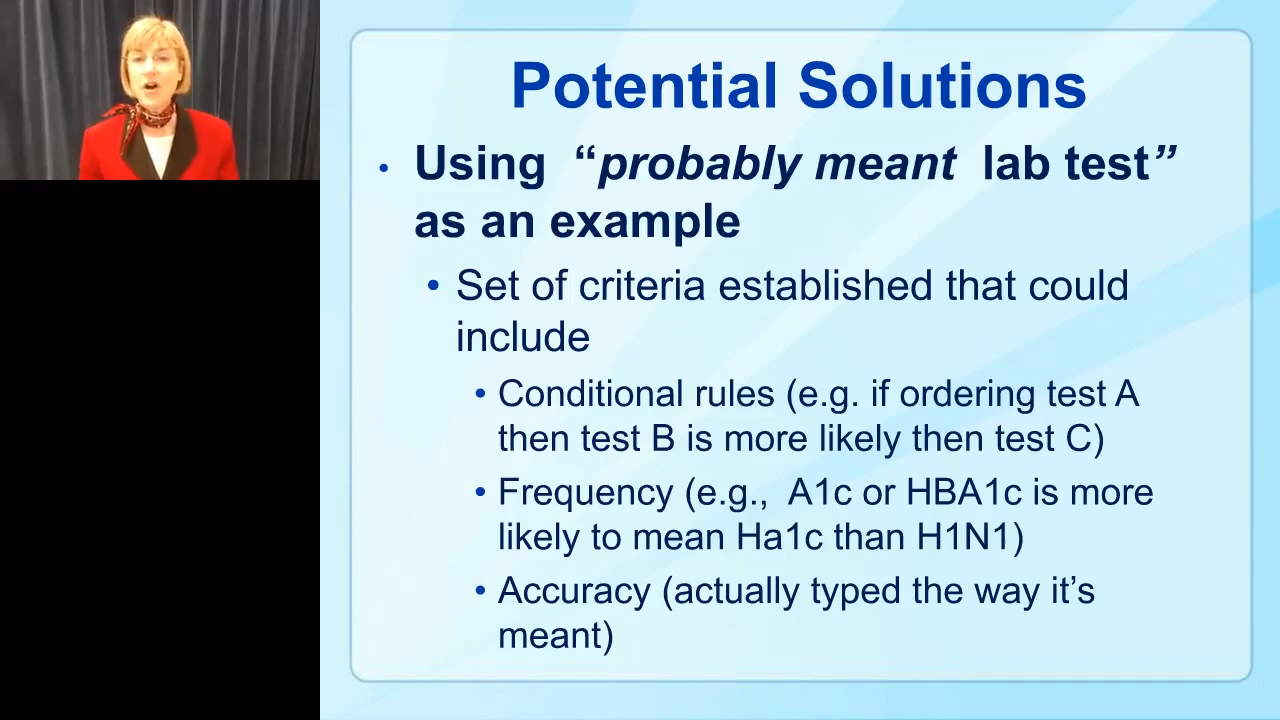 Potential Solutions
• Using “probably meant lab test”
as an example
• Set of criteria established that could
include
• Conditional rules (e.g. if ordering test A
then test B is more likely then test C)
• Frequency (e.g., A1c or HBA1c is more
likely to mean Ha1c than H1N1)
• Accuracy (actually typed the way it’s
meant)